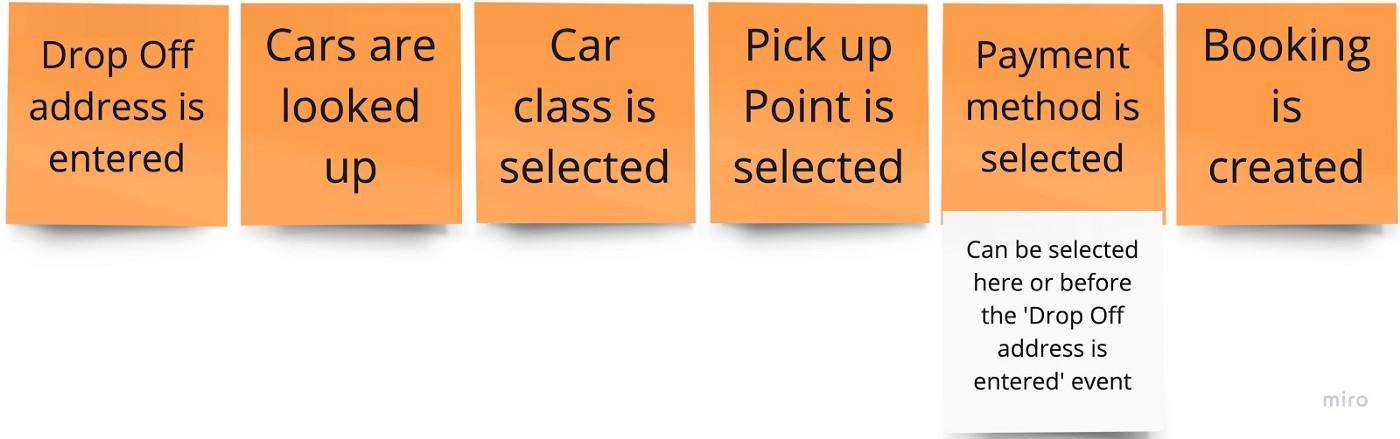 Drop Off
address is
entered
Cars are
looked
up
Car
class is
selected
Pick up
Point is
selected
Payment
method is
selected
Can be selected
here or before
the 'Drop Off
address is
entered' event
Booking
is
created
miro